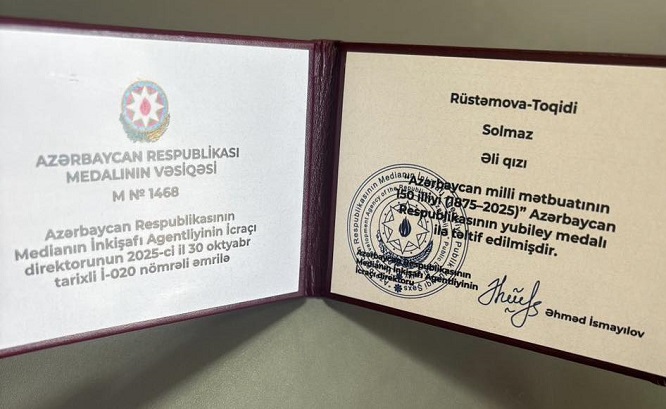 AZƏRBAYCAN RESPUBLİKASI
MEDALININ VƏSİQƏSİ
M № 1468
Azərbaycan Respublikasının
Medianın İnkişafı Agentliyinin İcraçı
direktorunun 2025-ci il 30 oktyabr
tarixli İ-020 nömrəli əmrilə
Rüstəmova-Toqidi
Solmaz
Əli qızı
"Azərbaycan milli mətbuatının
150 illiyi (1875–2025)" Azərbaycan
Respublikasının yubiley medalı
ilə təltif edilmişdir.
Azərbaycan Respublikasının
Medianın İnkişafı Agentliyinin
icraçı direktoru
Əhməd İsmayılov